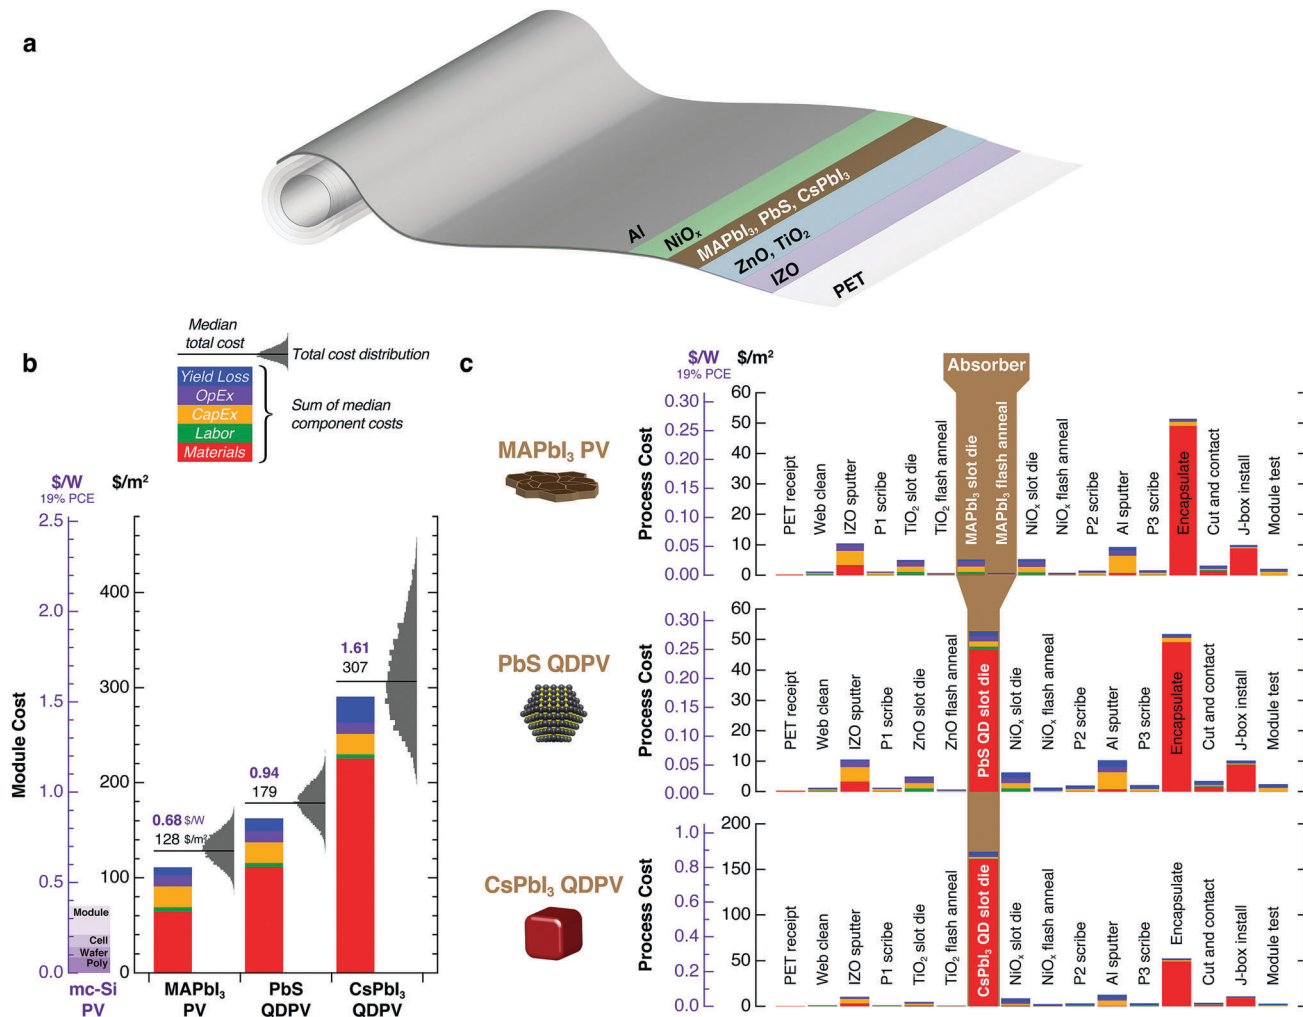 a
Al
NiOₓ
MAPbI₃, PbS, CsPbI₃
ZnO, TiO₂
IZO
PET
b
Median
total cost
Total cost distribution
Yield Loss
OpEx
CapEx
Labor
Materials
Sum of median
component costs
$/W
19% PCE
$/m²
Module Cost
2.5
2.0
1.5
1.0
0.5
0.0
400
300
200
100
0
0.68 $/W
128 $/m²
0.94
179
1.61
307
Module
Cell
Wafer
Poly
mc-Si
PV
MAPbI₃
PV
PbS
QDPV
CsPbI₃
QDPV
c
$/W
19% PCE
$/m²
Absorber
MAPbI₃ PV
Process Cost
0.30
0.25
0.20
0.15
0.10
0.05
0.00
Process Cost
60
50
40
30
20
10
0
PET receipt
Web clean
IZO sputter
P1 scribe
TiO₂ slot die
TiO₂ flash anneal
MAPbI₃ slot die
MAPbI₃ flash anneal
NiOₓ slot die
NiOₓ flash anneal
P2 scribe
Al sputter
P3 scribe
Encapsulate
Cut and contact
J-box install
Module test
PbS QDPV
Process Cost
0.30
0.25
0.20
0.15
0.10
0.05
0.00
60
50
40
30
20
10
0
PET receipt
Web clean
IZO sputter
P1 scribe
ZnO slot die
ZnO flash anneal
PbS QD slot die
NiOₓ slot die
NiOₓ flash anneal
P2 scribe
Al sputter
P3 scribe
Encapsulate
Cut and contact
J-box install
Module test
CsPbI₃ QDPV
Process Cost
1.0
0.8
0.6
0.4
0.2
0.0
200
150
100
50
0
PET receipt
Web clean
IZO sputter
P1 scribe
TiO₂ slot die
TiO₂ flash anneal
CsPbI₃ QD slot die
NiOₓ slot die
NiOₓ flash anneal
P2 scribe
Al sputter
P3 scribe
Encapsulate
Cut and contact
J-box install
Module test